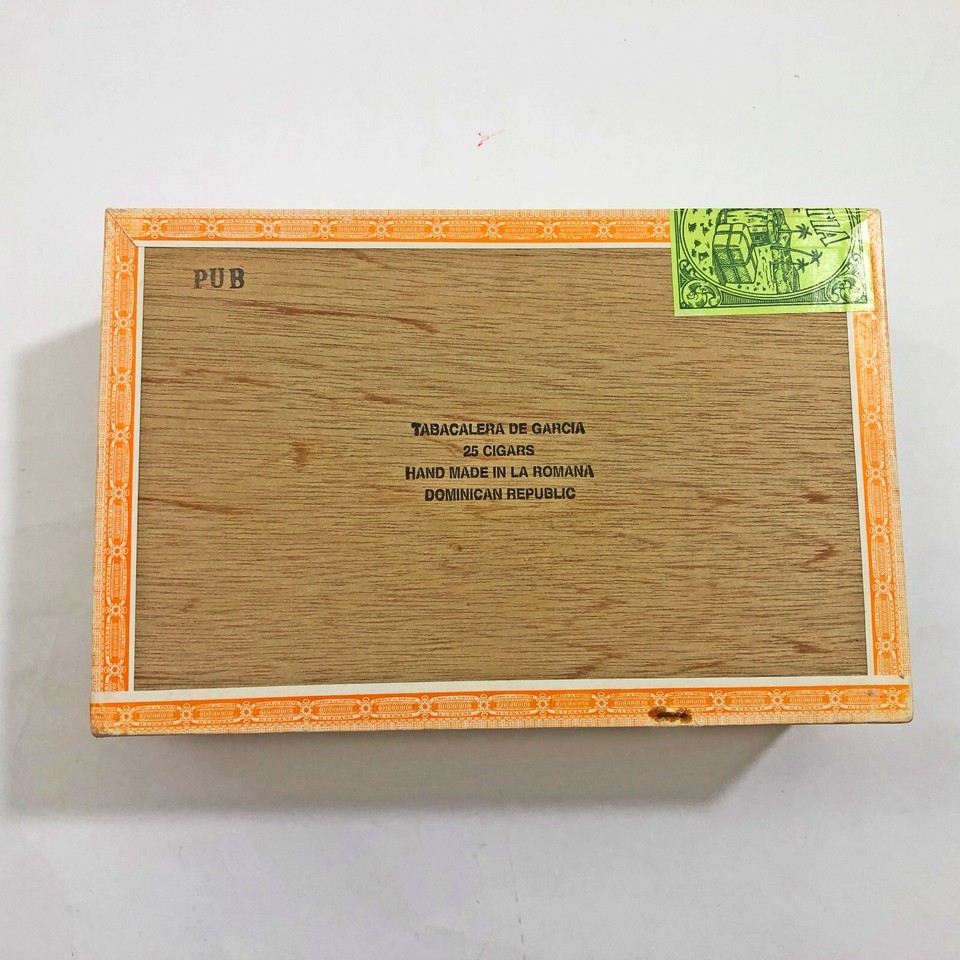 PUB
TABACALERA DE GARCIA
25 CIGARS
HAND MADE IN LA ROMANA
DOMINICAN REPUBLIC